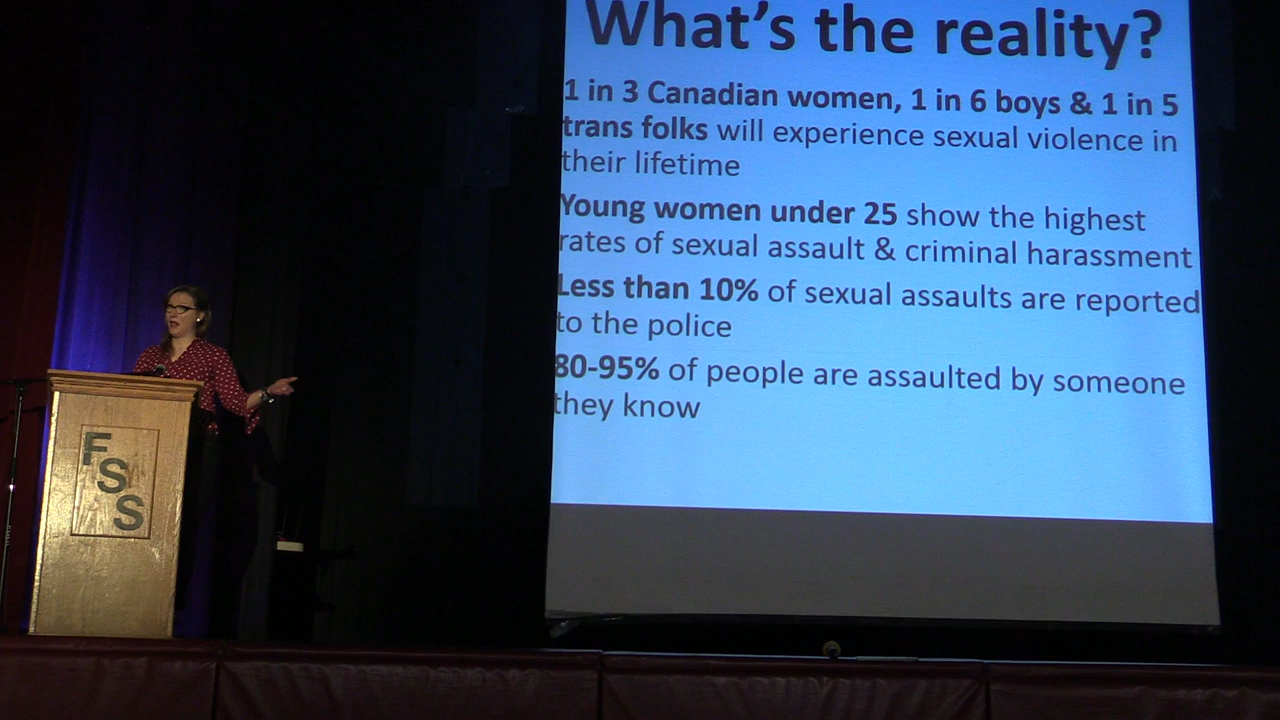 What's the reality?
1 in 3 Canadian women, 1 in 6 boys & 1 in 5
trans folks will experience sexual violence in
their lifetime
Young women under 25 show the highest
rates of sexual assault & criminal harassment
Less than 10% of sexual assaults are reported
to the police
80-95% of people are assaulted by someone
they know
FSS